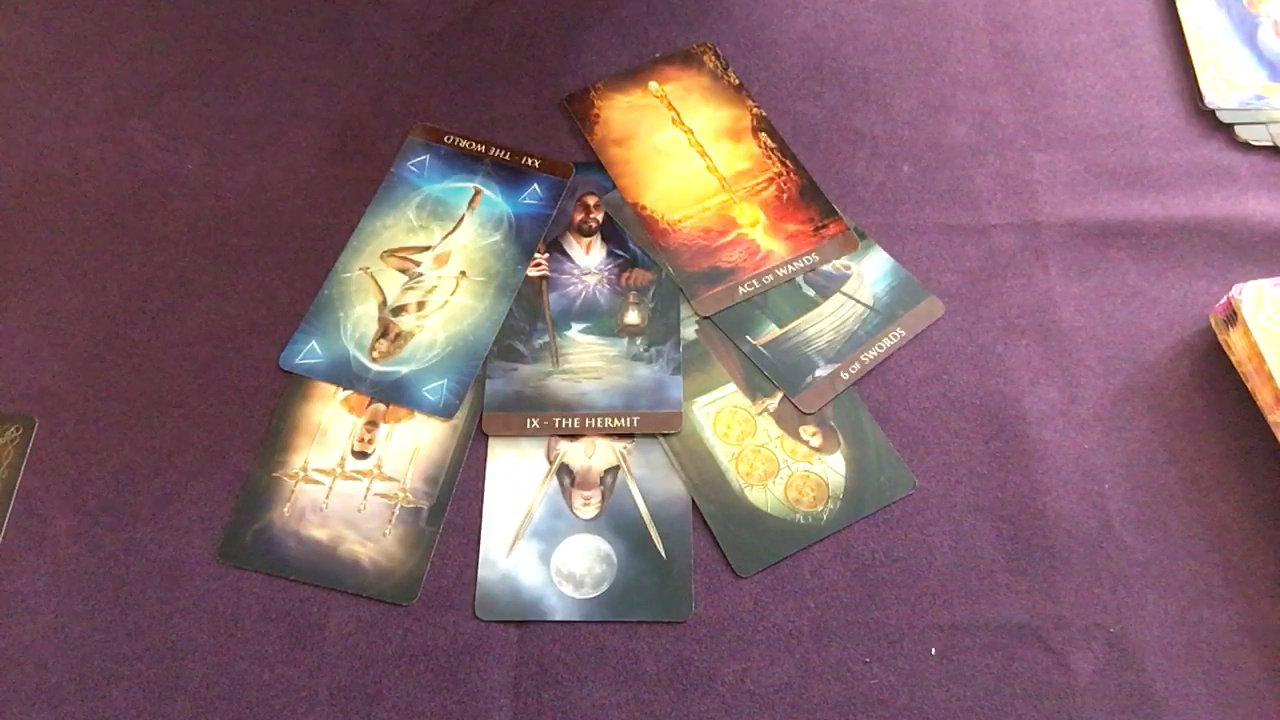 XXI - THE WORLD
ACE OF WANDS
6 OF SWORDS
IX - THE HERMIT